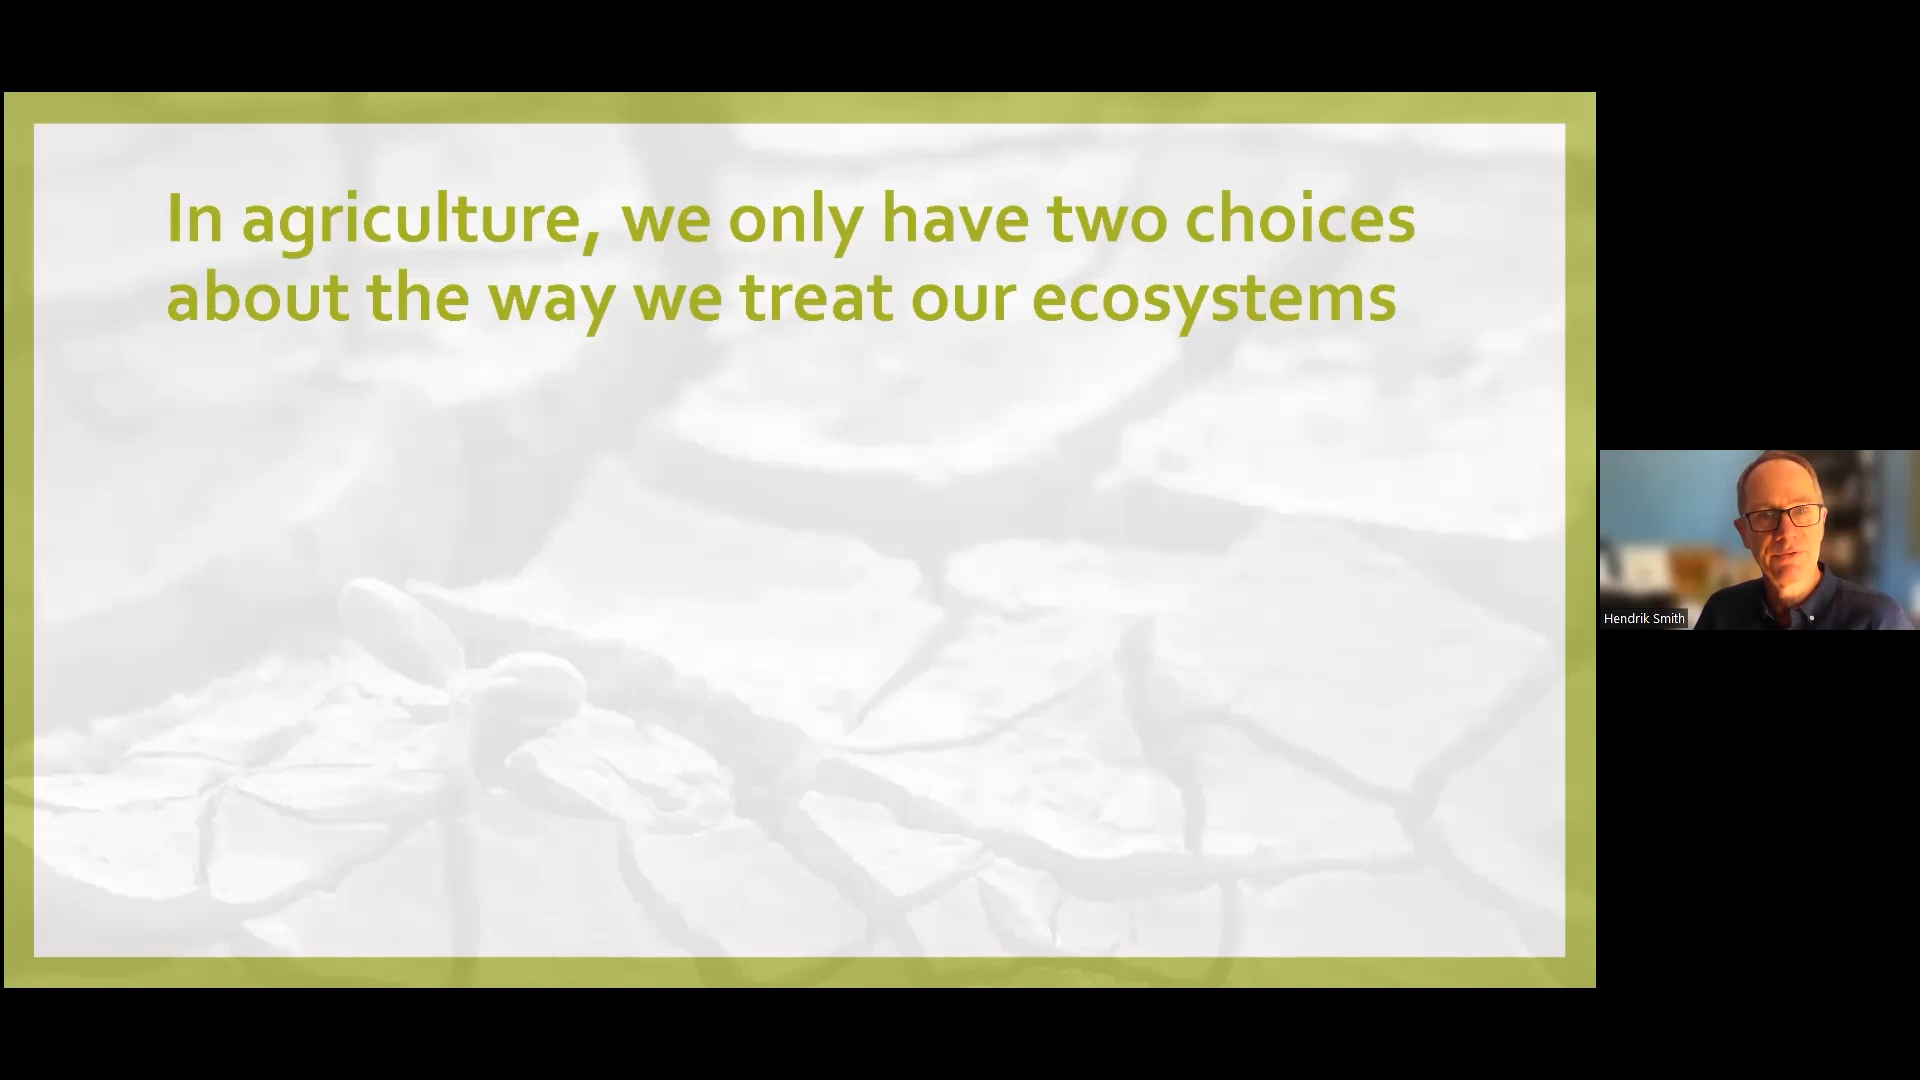 In agriculture, we only have two choices
about the way we treat our ecosystems
Hendrik Smith